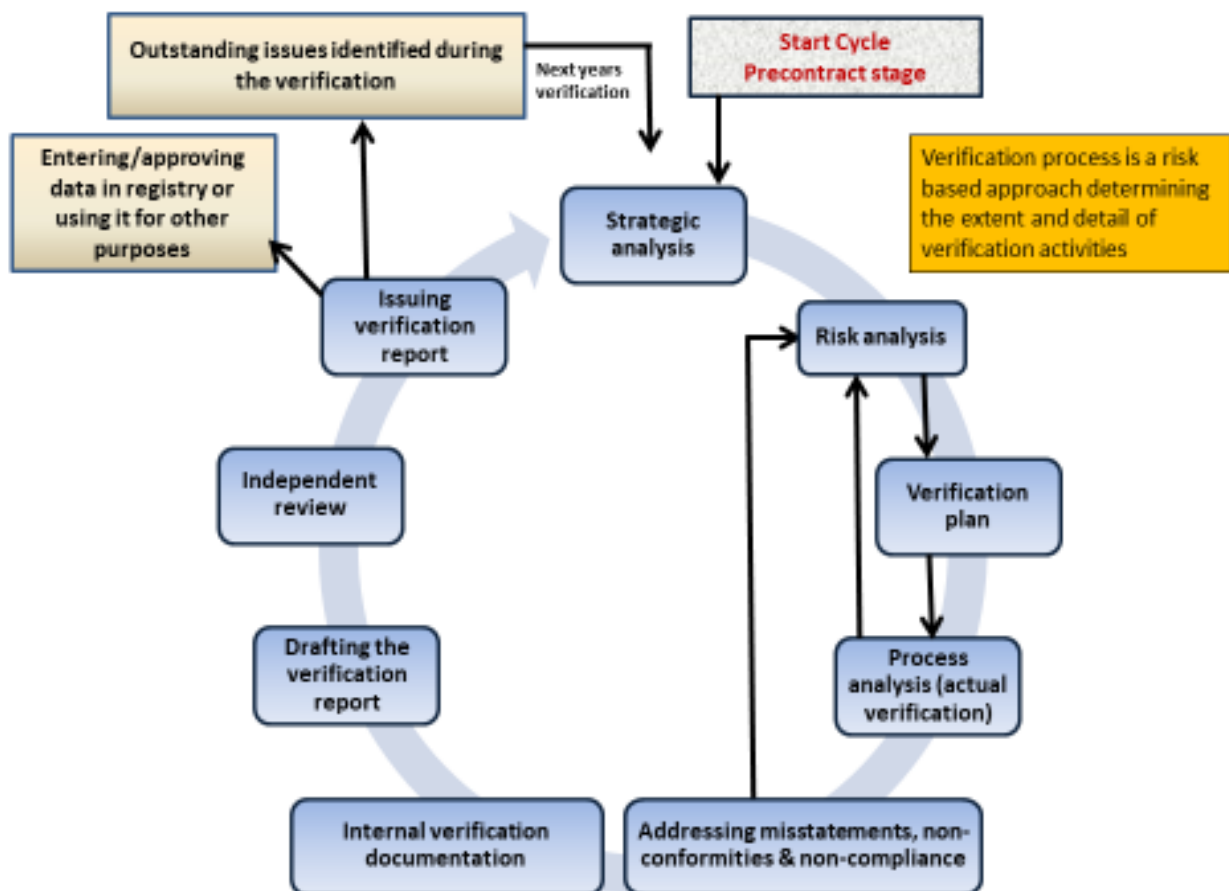 Outstanding issues identified during
the verification
Next years
verification
Start Cycle
Precontract stage
Entering/approving
data in registry or
using it for other
purposes
Verification process is a risk
based approach determining
the extent and detail of
verification activities
Strategic
analysis
Issuing
verification
report
Risk analysis
Independent
review
Verification
plan
Drafting the
verification
report
Process
analysis (actual
verification)
Internal verification
documentation
Addressing misstatements, non-
conformities & non-compliance